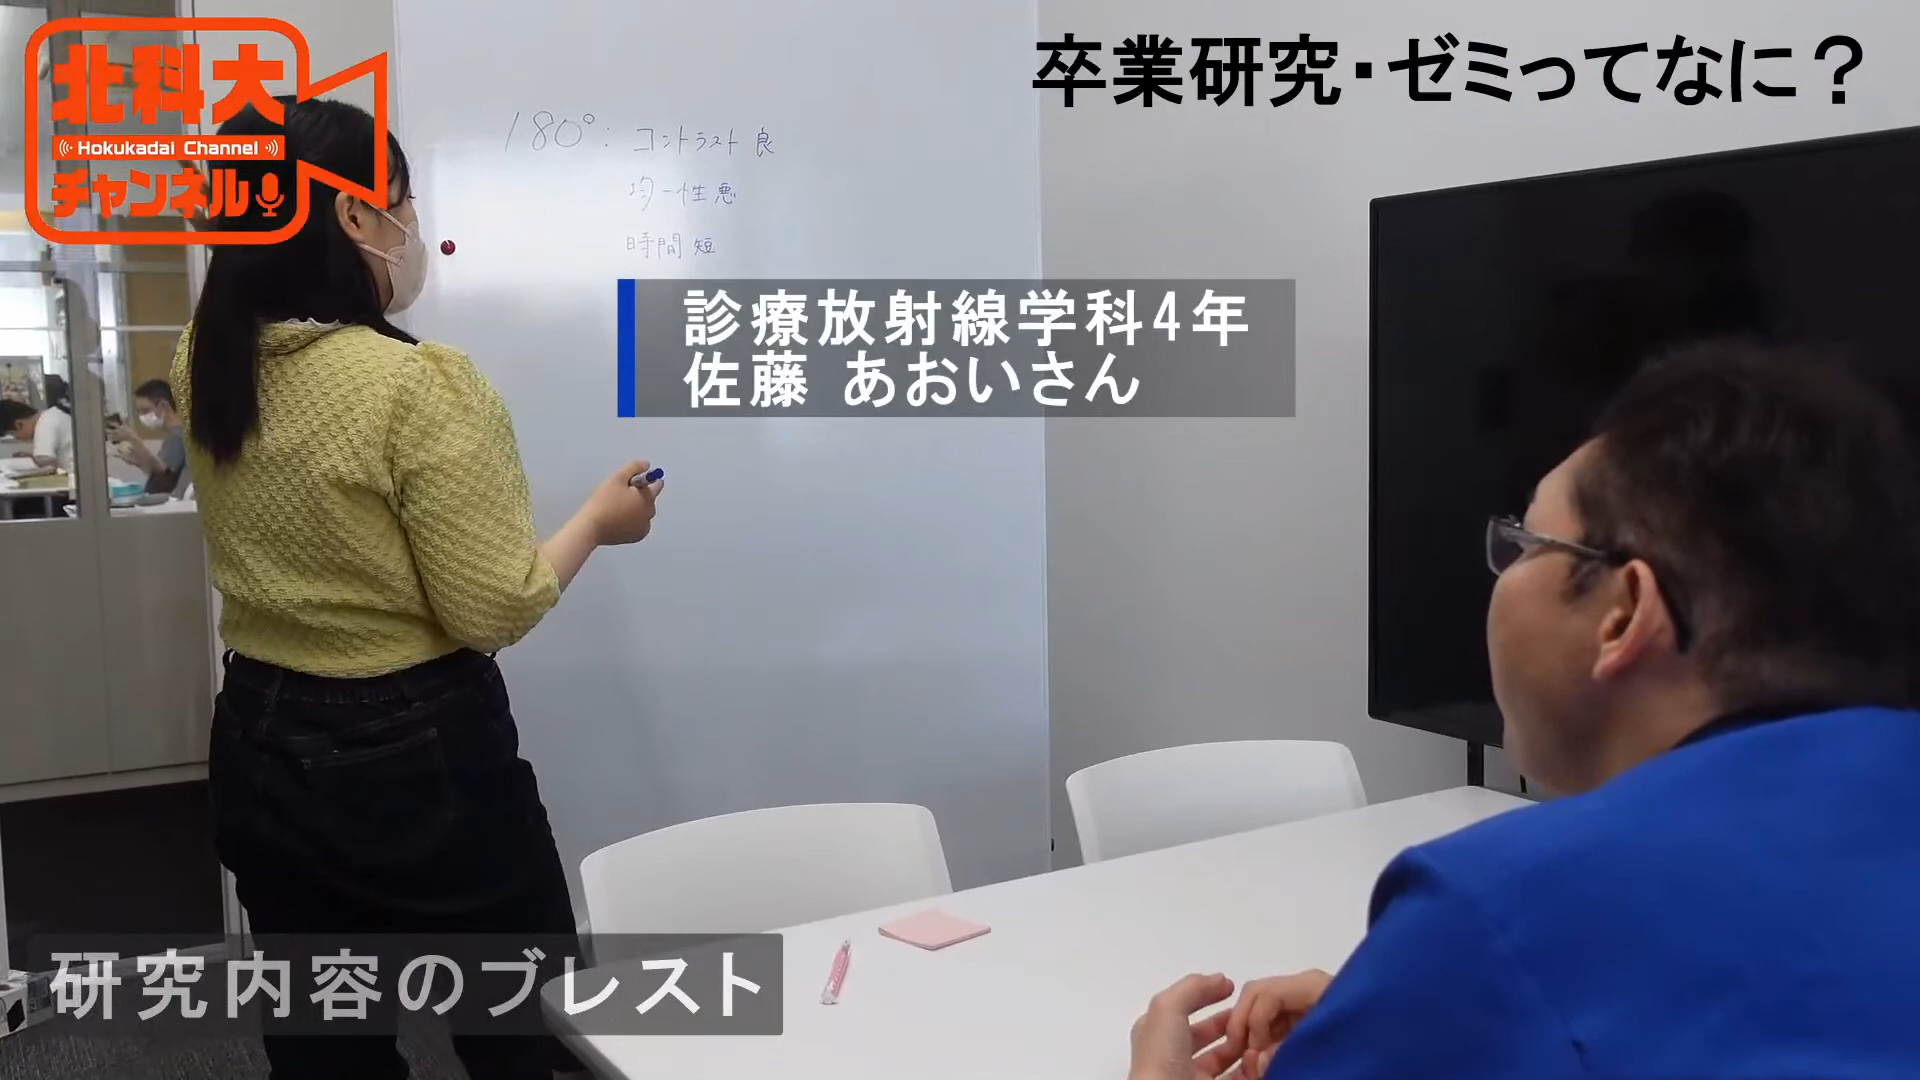 北科大
Hokukadai Channel
チャンネル
卒業研究・ゼミってなに？
180°: コントラスト 良
均一性 悪
時間 短
診療放射線学科4年
佐藤 あおいさん
研究内容のブレスト